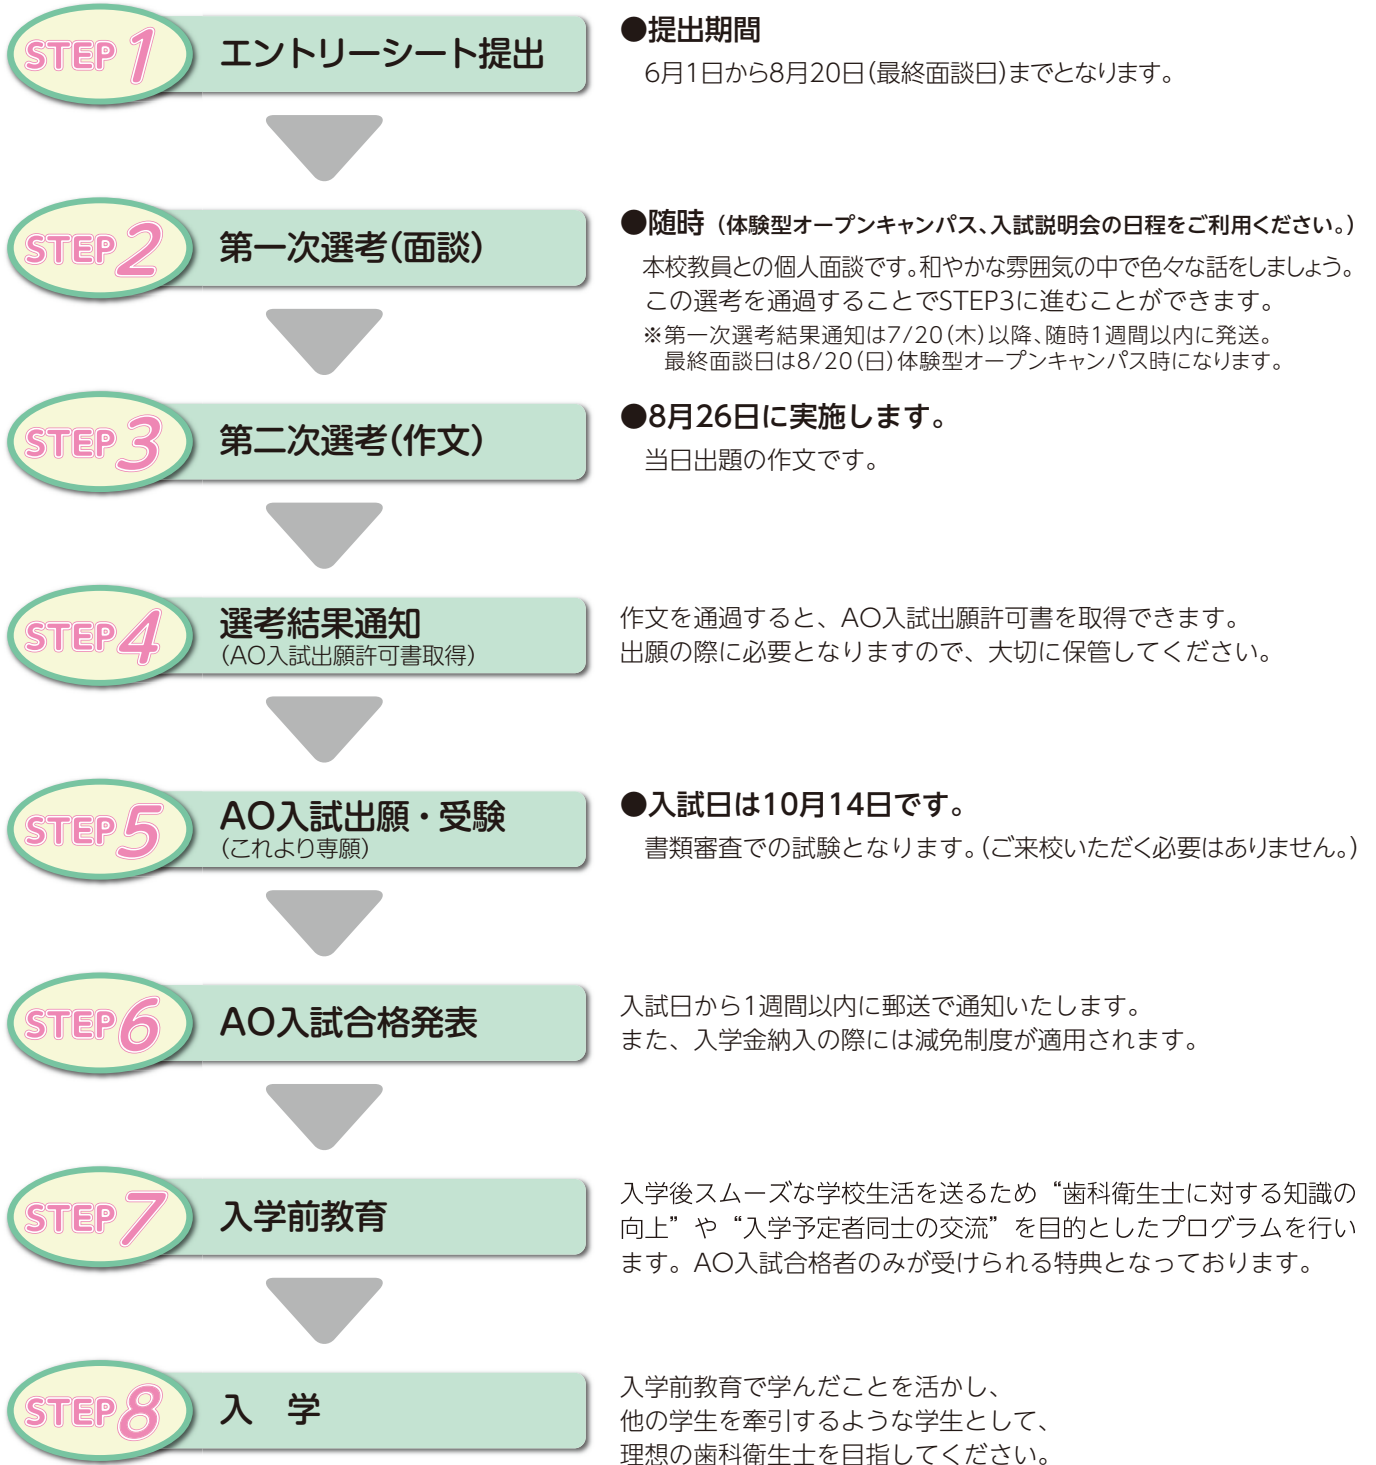 STEP 1
エントリーシート提出
●提出期間
6月1日から8月20日(最終面談日)までとなります。
STEP 2
第一次選考(面談)
●随時(体験型オープンキャンパス、入試説明会の日程をご利用ください。)
本校教員との個人面談です。和やかな雰囲気の中で色々な話をしましょう。
この選考を通過することでSTEP3に進むことができます。
※第一次選考結果通知は7/20(木)以降、随時1週間以内に発送。
最終面談日は8/20(日)体験型オープンキャンパス時になります。
STEP 3
第二次選考(作文)
●8月26日に実施します。
当日出題の作文です。
STEP 4
選考結果通知
(AO入試出願許可書取得)
作文を通過すると、AO入試出願許可書を取得できます。
出願の際に必要となりますので、大切に保管してください。
STEP 5
AO入試出願・受験
(これより専願)
●入試日は10月14日です。
書類審査での試験となります。(ご来校いただく必要はありません。)
STEP 6
AO入試合格発表
入試日から1週間以内に郵送で通知いたします。
また、入学金納入の際には減免制度が適用されます。
STEP 7
入学前教育
入学後スムーズな学校生活を送るため“歯科衛生士に対する知識の
向上”や“入学予定者同士の交流”を目的としたプログラムを行い
ます。AO入試合格者のみが受けられる特典となっております。
STEP 8
入 学
入学前教育で学んだことを活かし、
他の学生を牽引するような学生として、
理想の歯科衛生士を目指してください。